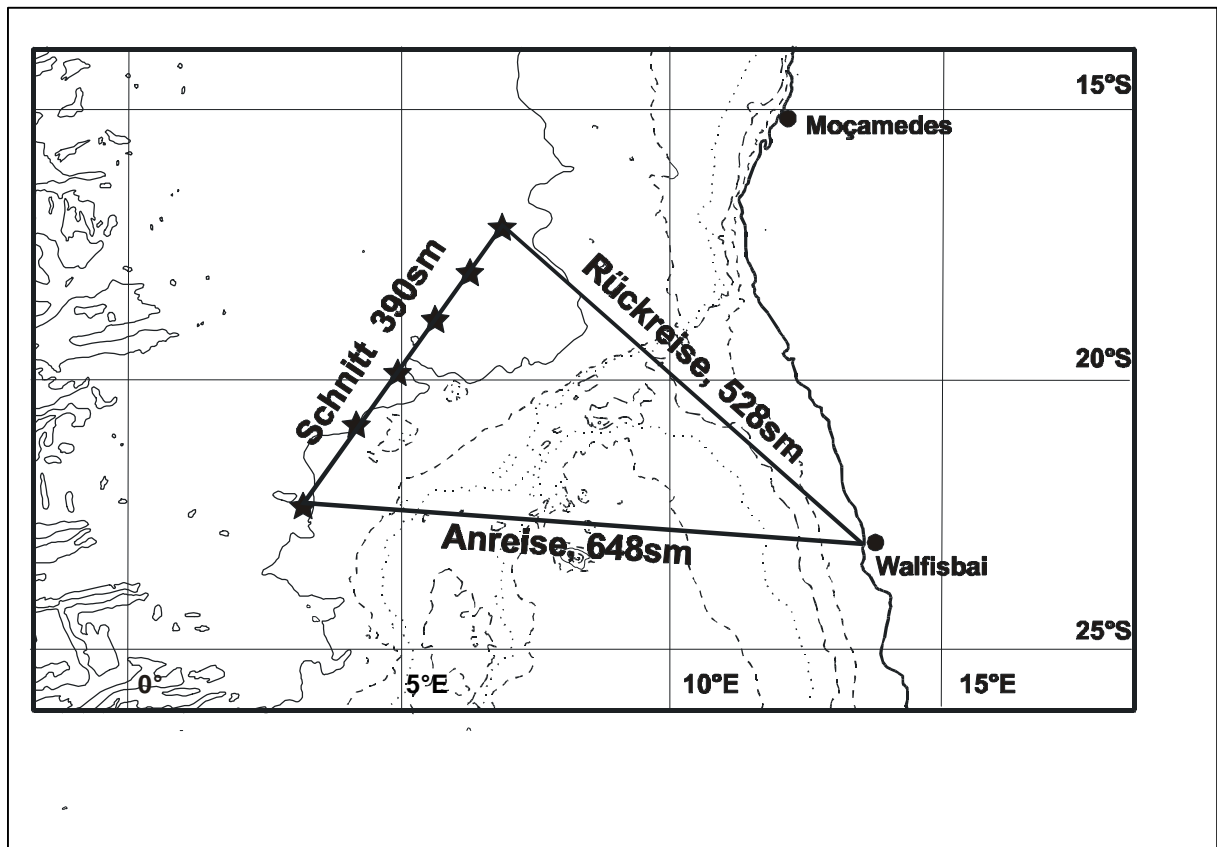 15°S
Moçamedes
Schnitt 390sm
Rückreise, 528sm
20°S
Anreise, 648sm
Walfisbai
25°S
0°
5°E
10°E
15°E